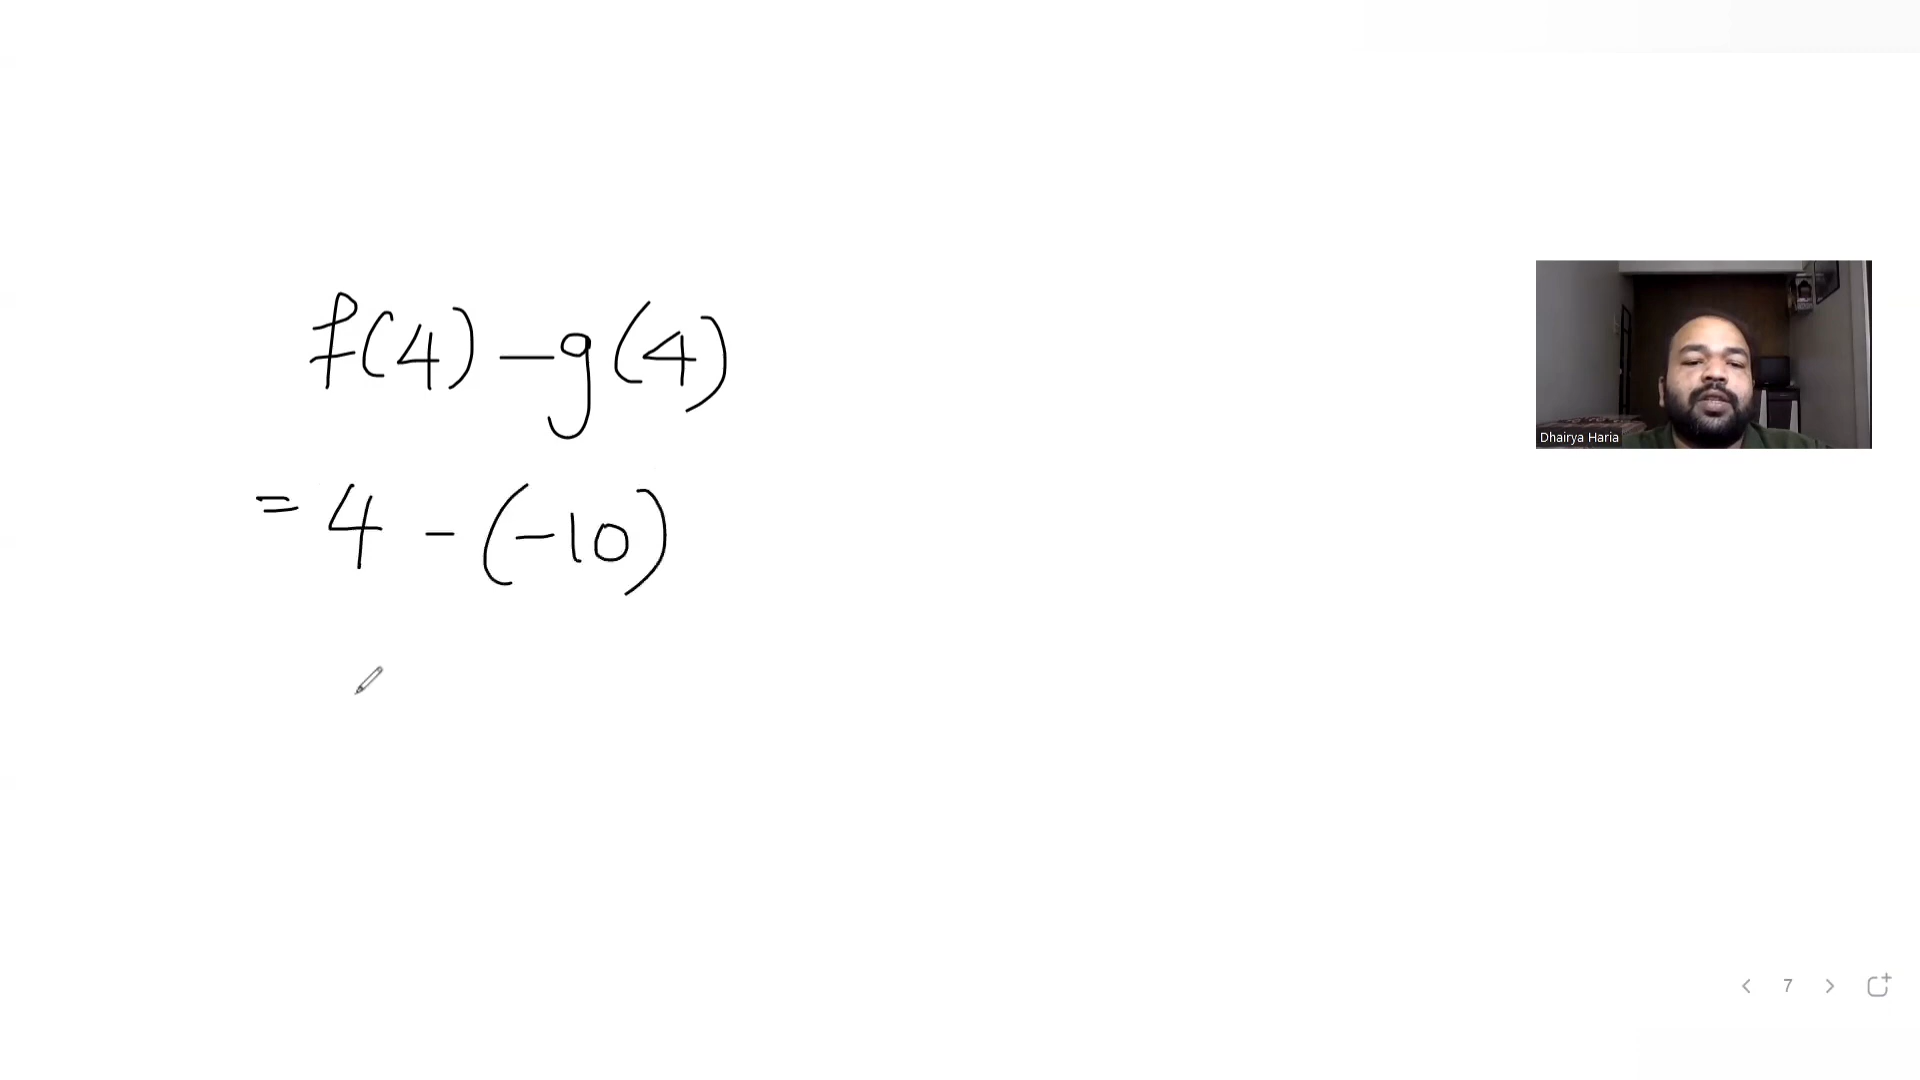 f(4) - g(4)
= 4 - (-10)
Dhairya Haria
7